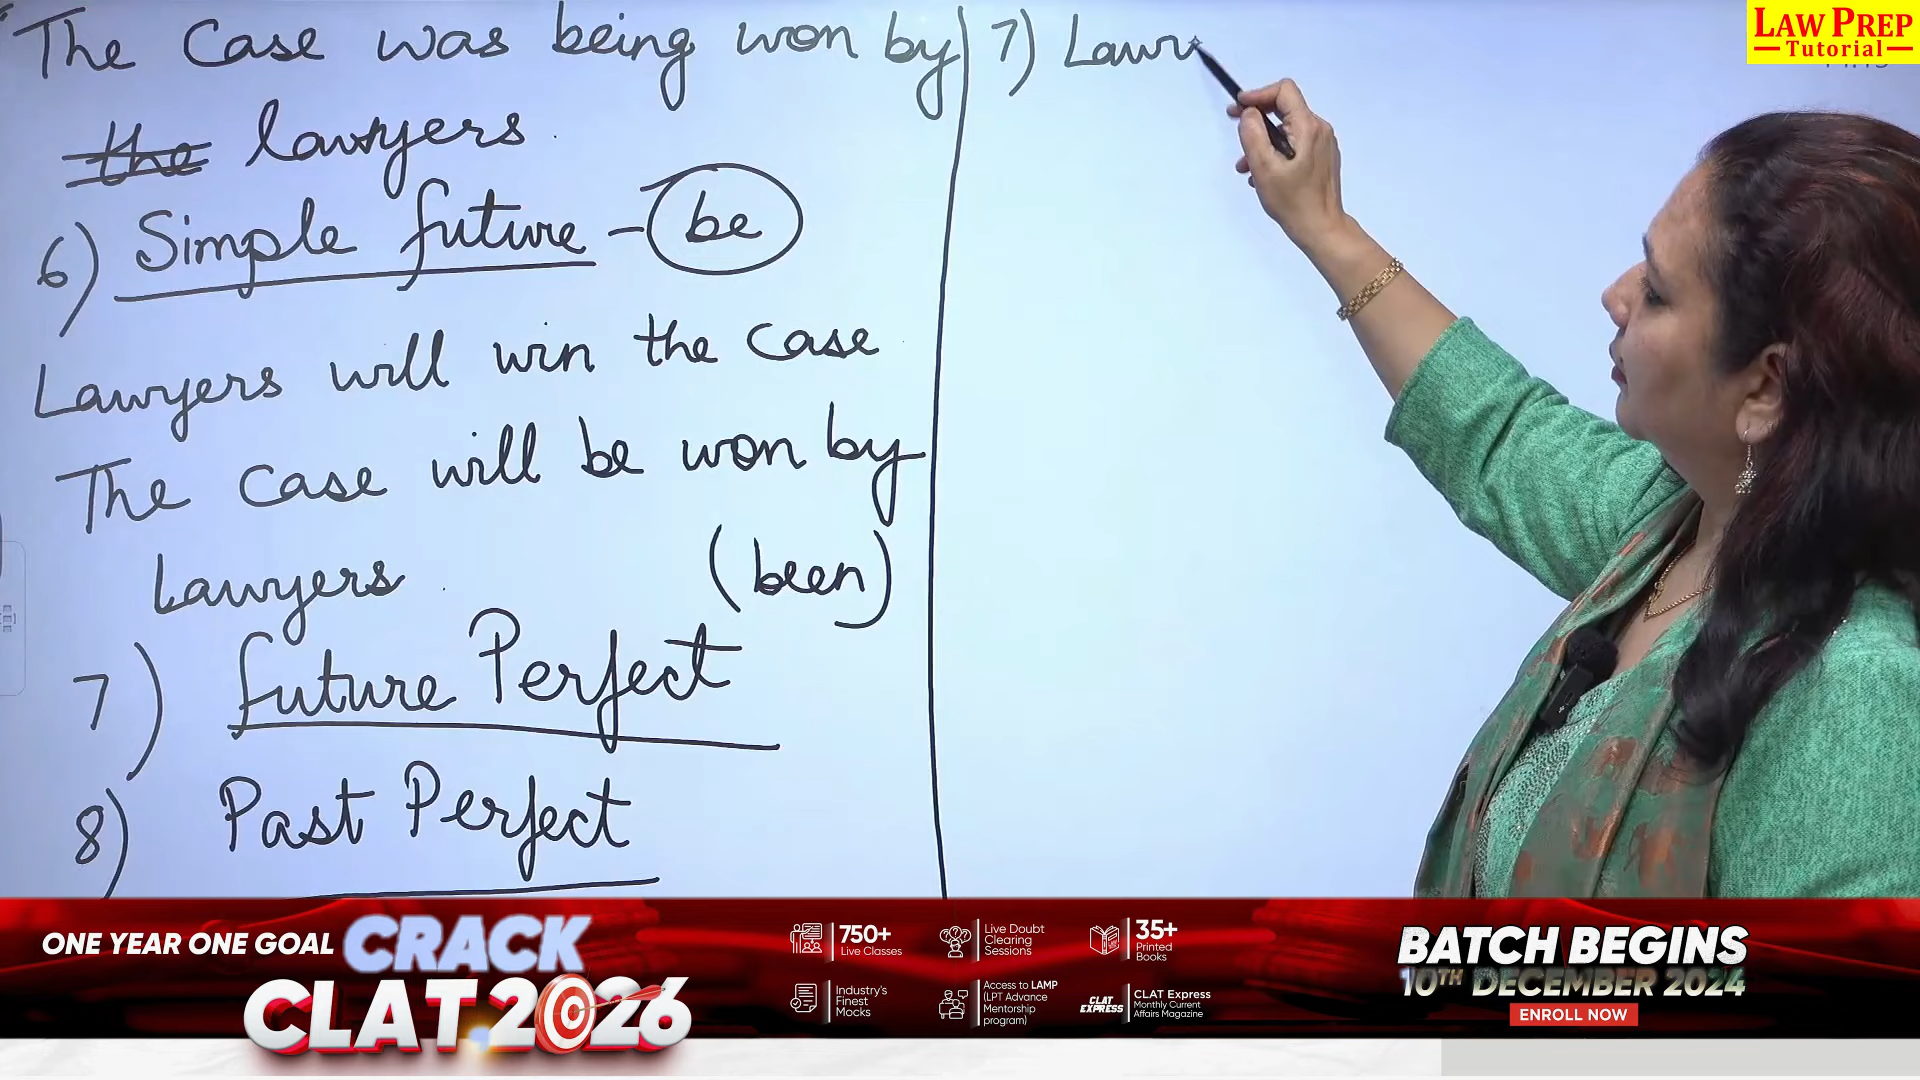 The Case was being won by
the lawyers.
6) Simple future - be
Lawyers will win the case
The Case will be won by
Lawyers.
(been)
7) future Perfect
8) Past Perfect
7) Lawy
LAW PREP
Tutorial
ONE YEAR ONE GOAL CRACK
CLAT 2026
750+
Live Classes
Live Doubt
Clearing
Sessions
35+
Printed
Books
Industry's
Finest
Mocks
Access to LAMP
(LPT Advance
Mentorship
program)
CLAT
EXPRESS
CLAT Express
Monthly Current
Affairs Magazine
BATCH BEGINS
10TH DECEMBER 2024
ENROLL NOW